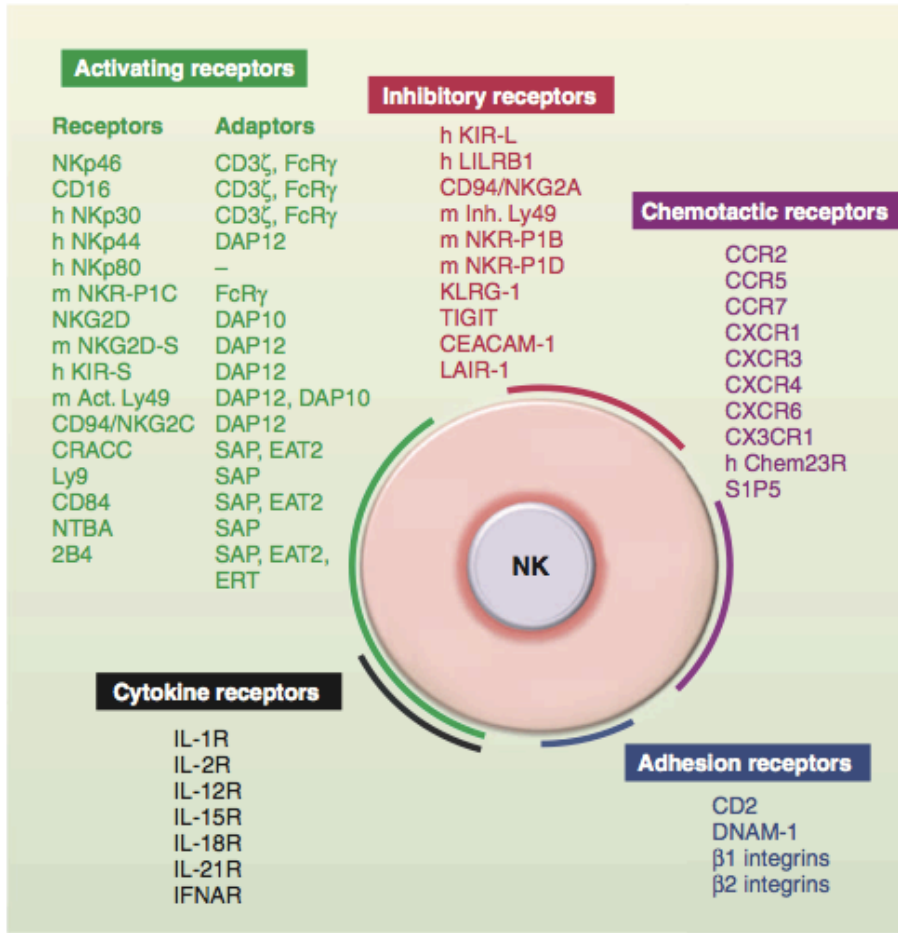 Activating receptors
Receptors Adaptors
NKp46 CD3ζ, FcRγ
CD16 CD3ζ, FcRγ
h NKp30 CD3ζ, FcRγ
h NKp44 DAP12
h NKp80 –
m NKR-P1C FcRγ
NKG2D DAP10
m NKG2D-S DAP12
h KIR-S DAP12
m Act. Ly49 DAP12, DAP10
CD94/NKG2C DAP12
CRACC SAP, EAT2
Ly9 SAP
CD84 SAP, EAT2
NTBA SAP
2B4 SAP, EAT2,
ERT
Inhibitory receptors
h KIR-L
h LILRB1
CD94/NKG2A
m Inh. Ly49
m NKR-P1B
m NKR-P1D
KLRG-1
TIGIT
CEACAM-1
LAIR-1
Chemotactic receptors
CCR2
CCR5
CCR7
CXCR1
CXCR3
CXCR4
CXCR6
CX3CR1
h Chem23R
S1P5
NK
Cytokine receptors
IL-1R
IL-2R
IL-12R
IL-15R
IL-18R
IL-21R
IFNAR
Adhesion receptors
CD2
DNAM-1
β1 integrins
β2 integrins